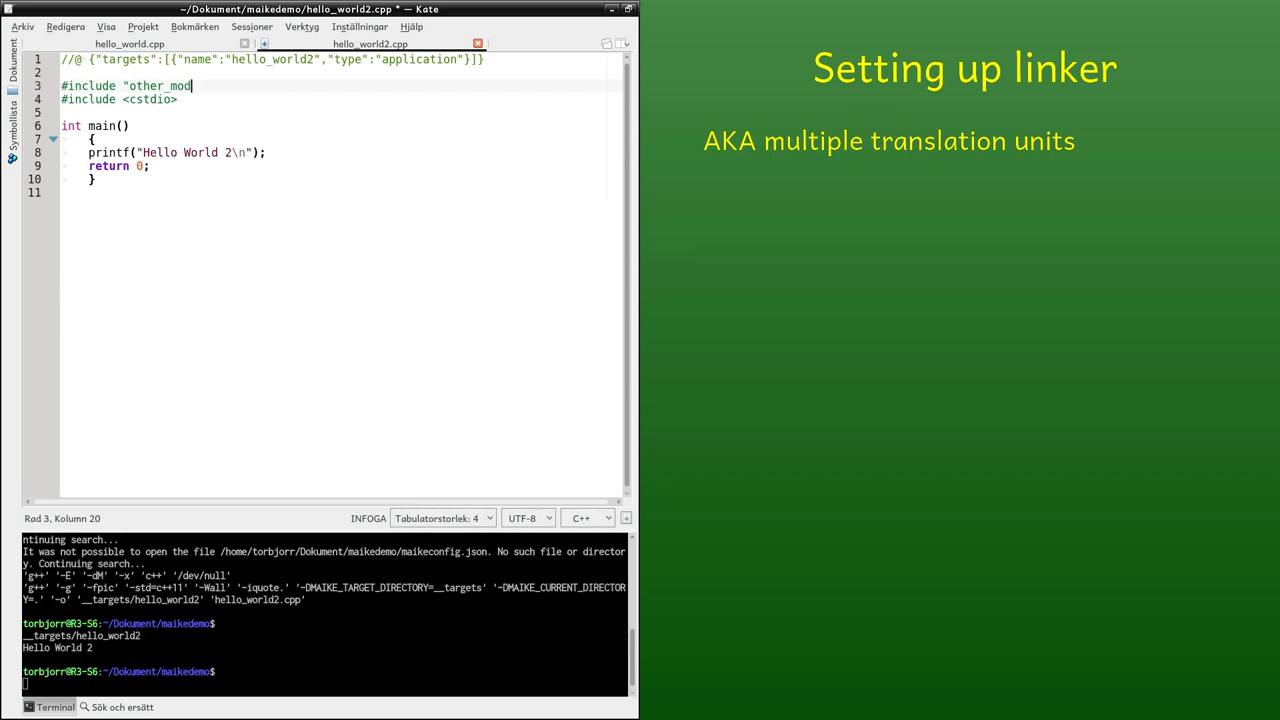 ~/Dokument/maikedemo/hello_world2.cpp * — Kate
Arkiv Redigera Visa Projekt Bokmärken Sessioner Verktyg Inställningar Hjälp
hello_world.cpp hello_world2.cpp
Dokument
Symbollista
1 //@ {"targets":[{"name":"hello_world2","type":"application"}]}
2
3 #include "other_mod
4 #include <cstdio>
5
6 int main()
7 {
8 printf("Hello World 2\n");
9 return 0;
10 }
11
Rad 3, Kolumn 20 INFOGA Tabulatorstorlek: 4 UTF-8 C++
ntinuing search...
It was not possible to open the file /home/torbjorr/Dokument/maikedemo/maikeconfig.json. No such file or director
y. Continuing search...
'g++' '-E' '-dM' '-x' 'c++' '/dev/null'
'g++' '-g' '-fpic' '-std=c++11' '-Wall' '-iquote.' '-DMAIKE_TARGET_DIRECTORY=__targets' '-DMAIKE_CURRENT_DIRECTOR
Y=.' '-o' '__targets/hello_world2' 'hello_world2.cpp'
torbjorr@R3-S6:~/Dokument/maikedemo$
__targets/hello_world2
Hello World 2
torbjorr@R3-S6:~/Dokument/maikedemo$
Terminal Sök och ersätt
Setting up linker
AKA multiple translation units